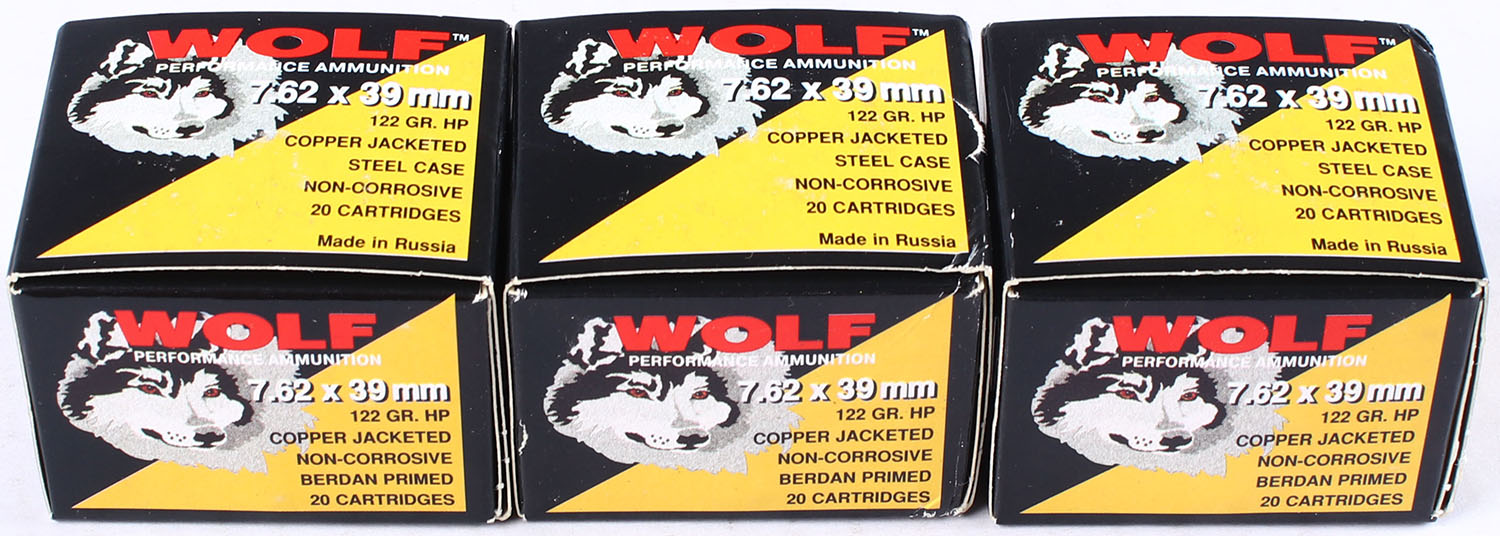 WOLF™
PERFORMANCE AMMUNITION
7.62 x 39 mm
122 GR. HP
COPPER JACKETED
STEEL CASE
NON-CORROSIVE
20 CARTRIDGES
Made in Russia
WOLF™
PERFORMANCE AMMUNITION
7.62 x 39 mm
122 GR. HP
COPPER JACKETED
STEEL CASE
NON-CORROSIVE
20 CARTRIDGES
Made in Russia
WOLF™
PERFORMANCE AMMUNITION
7.62 x 39 mm
122 GR. HP
COPPER JACKETED
STEEL CASE
NON-CORROSIVE
20 CARTRIDGES
Made in Russia
WOLF
PERFORMANCE AMMUNITION
7.62 x 39 mm
122 GR. HP
COPPER JACKETED
NON-CORROSIVE
BERDAN PRIMED
20 CARTRIDGES
WOLF
PERFORMANCE AMMUNITION
7.62 x 39 mm
122 GR. HP
COPPER JACKETED
NON-CORROSIVE
BERDAN PRIMED
20 CARTRIDGES
WOLF
PERFORMANCE AMMUNITION
7.62 x 39 mm
122 GR. HP
COPPER JACKETED
NON-CORROSIVE
BERDAN PRIMED
20 CARTRIDGES